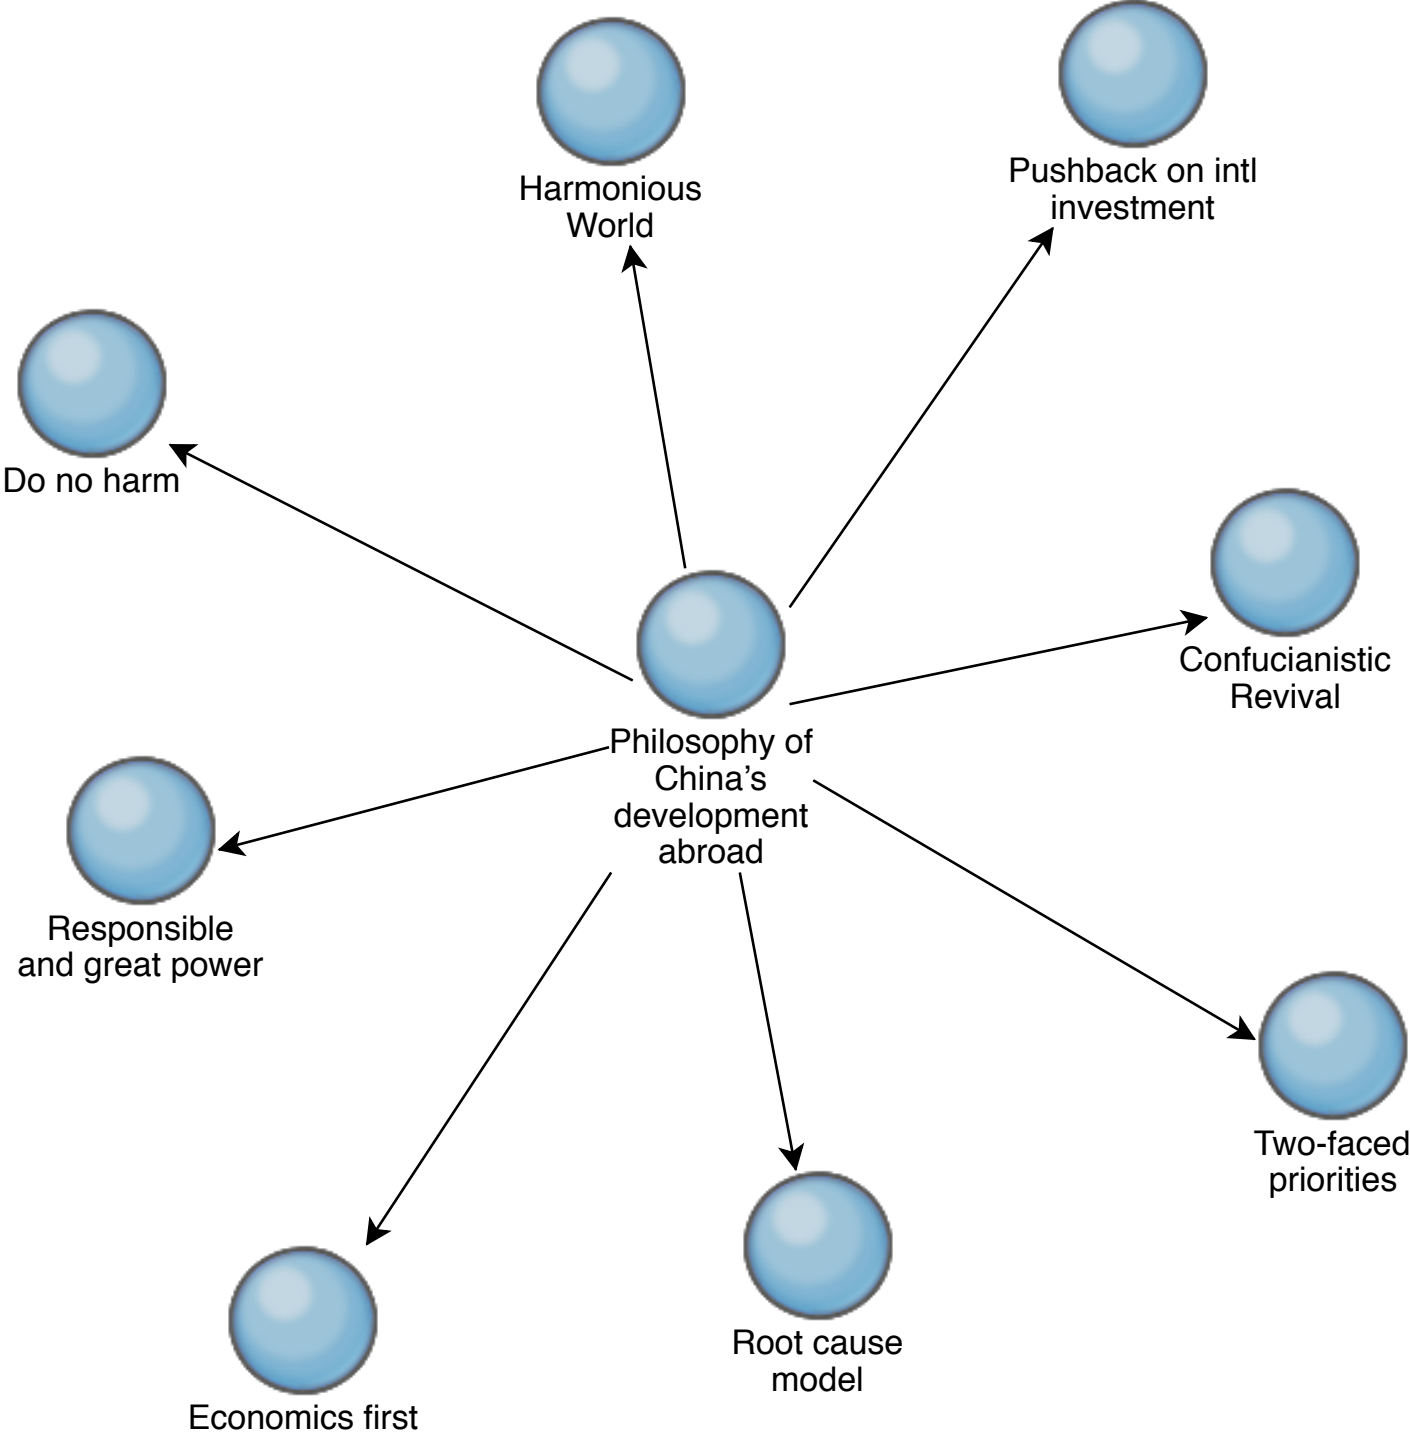 Harmonious
World
Pushback on intl
investment
Do no harm
Confucianistic
Revival
Philosophy of
China’s
development
abroad
Responsible
and great power
Two-faced
priorities
Root cause
model
Economics first